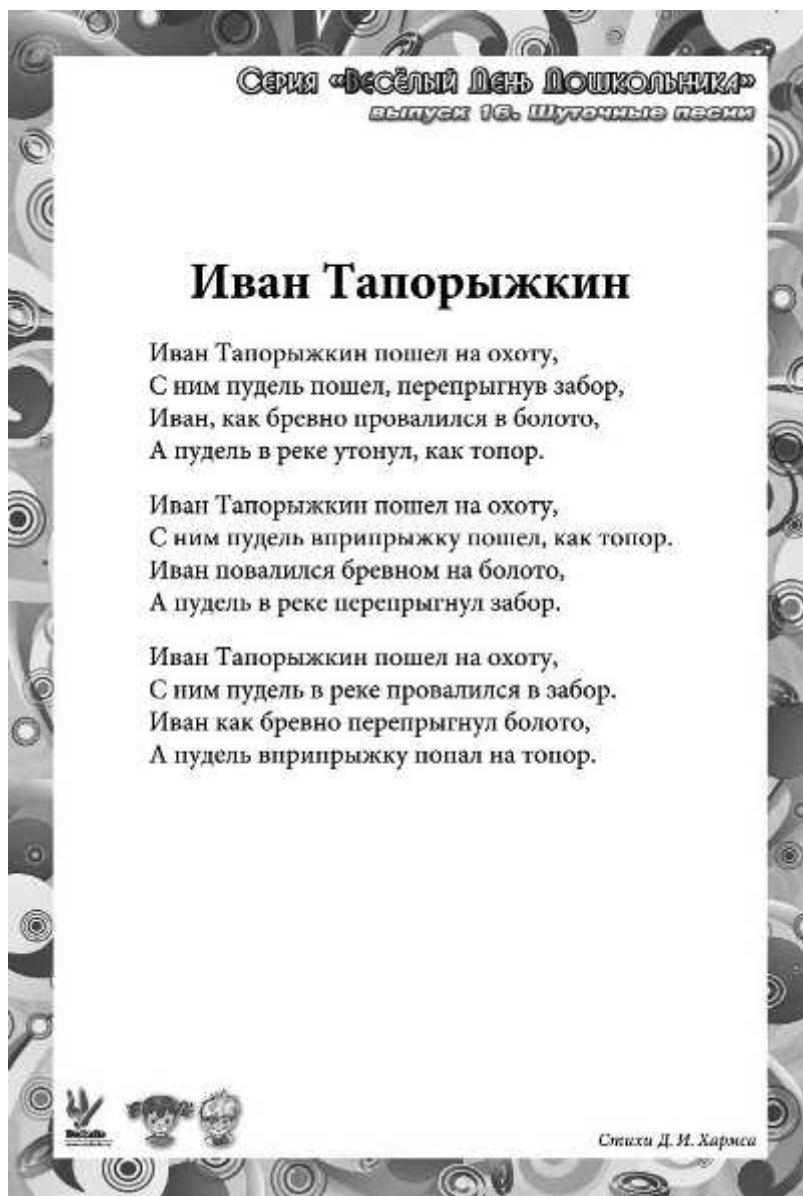 Серия «Весёлый День Дошкольника»
выпуск 16. Шуточные песни
Иван Тапорыжкин
Иван Тапорыжкин пошел на охоту,
С ним пудель пошел, перепрыгнув забор,
Иван, как бревно провалился в болото,
А пудель в реке утонул, как топор.
Иван Тапорыжкин пошел на охоту,
С ним пудель вприпрыжку пошел, как топор.
Иван повалился бревном на болото,
А пудель в реке перепрыгнул забор.
Иван Тапорыжкин пошел на охоту,
С ним пудель в реке провалился в забор.
Иван как бревно перепрыгнул болото,
А пудель вприпрыжку попал на топор.
Стихи Д. И. Хармса